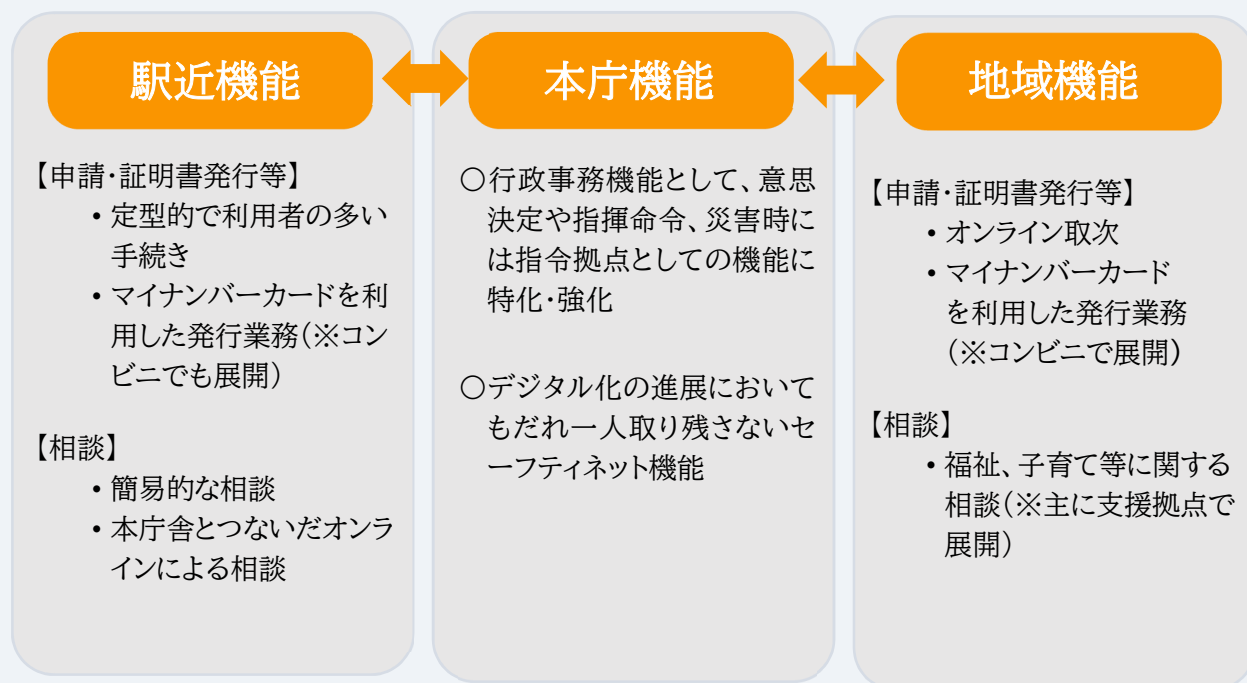 駅近機能
【申請・証明書発行等】
• 定型的で利用者の多い
手続き
• マイナンバーカードを利
用した発行業務(※コン
ビニでも展開)
【相談】
• 簡易的な相談
• 本庁舎とつないだオンラ
インによる相談
本庁機能
○行政事務機能として、意思
決定や指揮命令、災害時に
は指令拠点としての機能に
特化・強化
○デジタル化の進展において
もだれ一人取り残さないセ
ーフティネット機能
地域機能
【申請・証明書発行等】
• オンライン取次
• マイナンバーカード
を利用した発行業務
(※コンビニで展開)
【相談】
• 福祉、子育て等に関する
相談(※主に支援拠点で
展開)